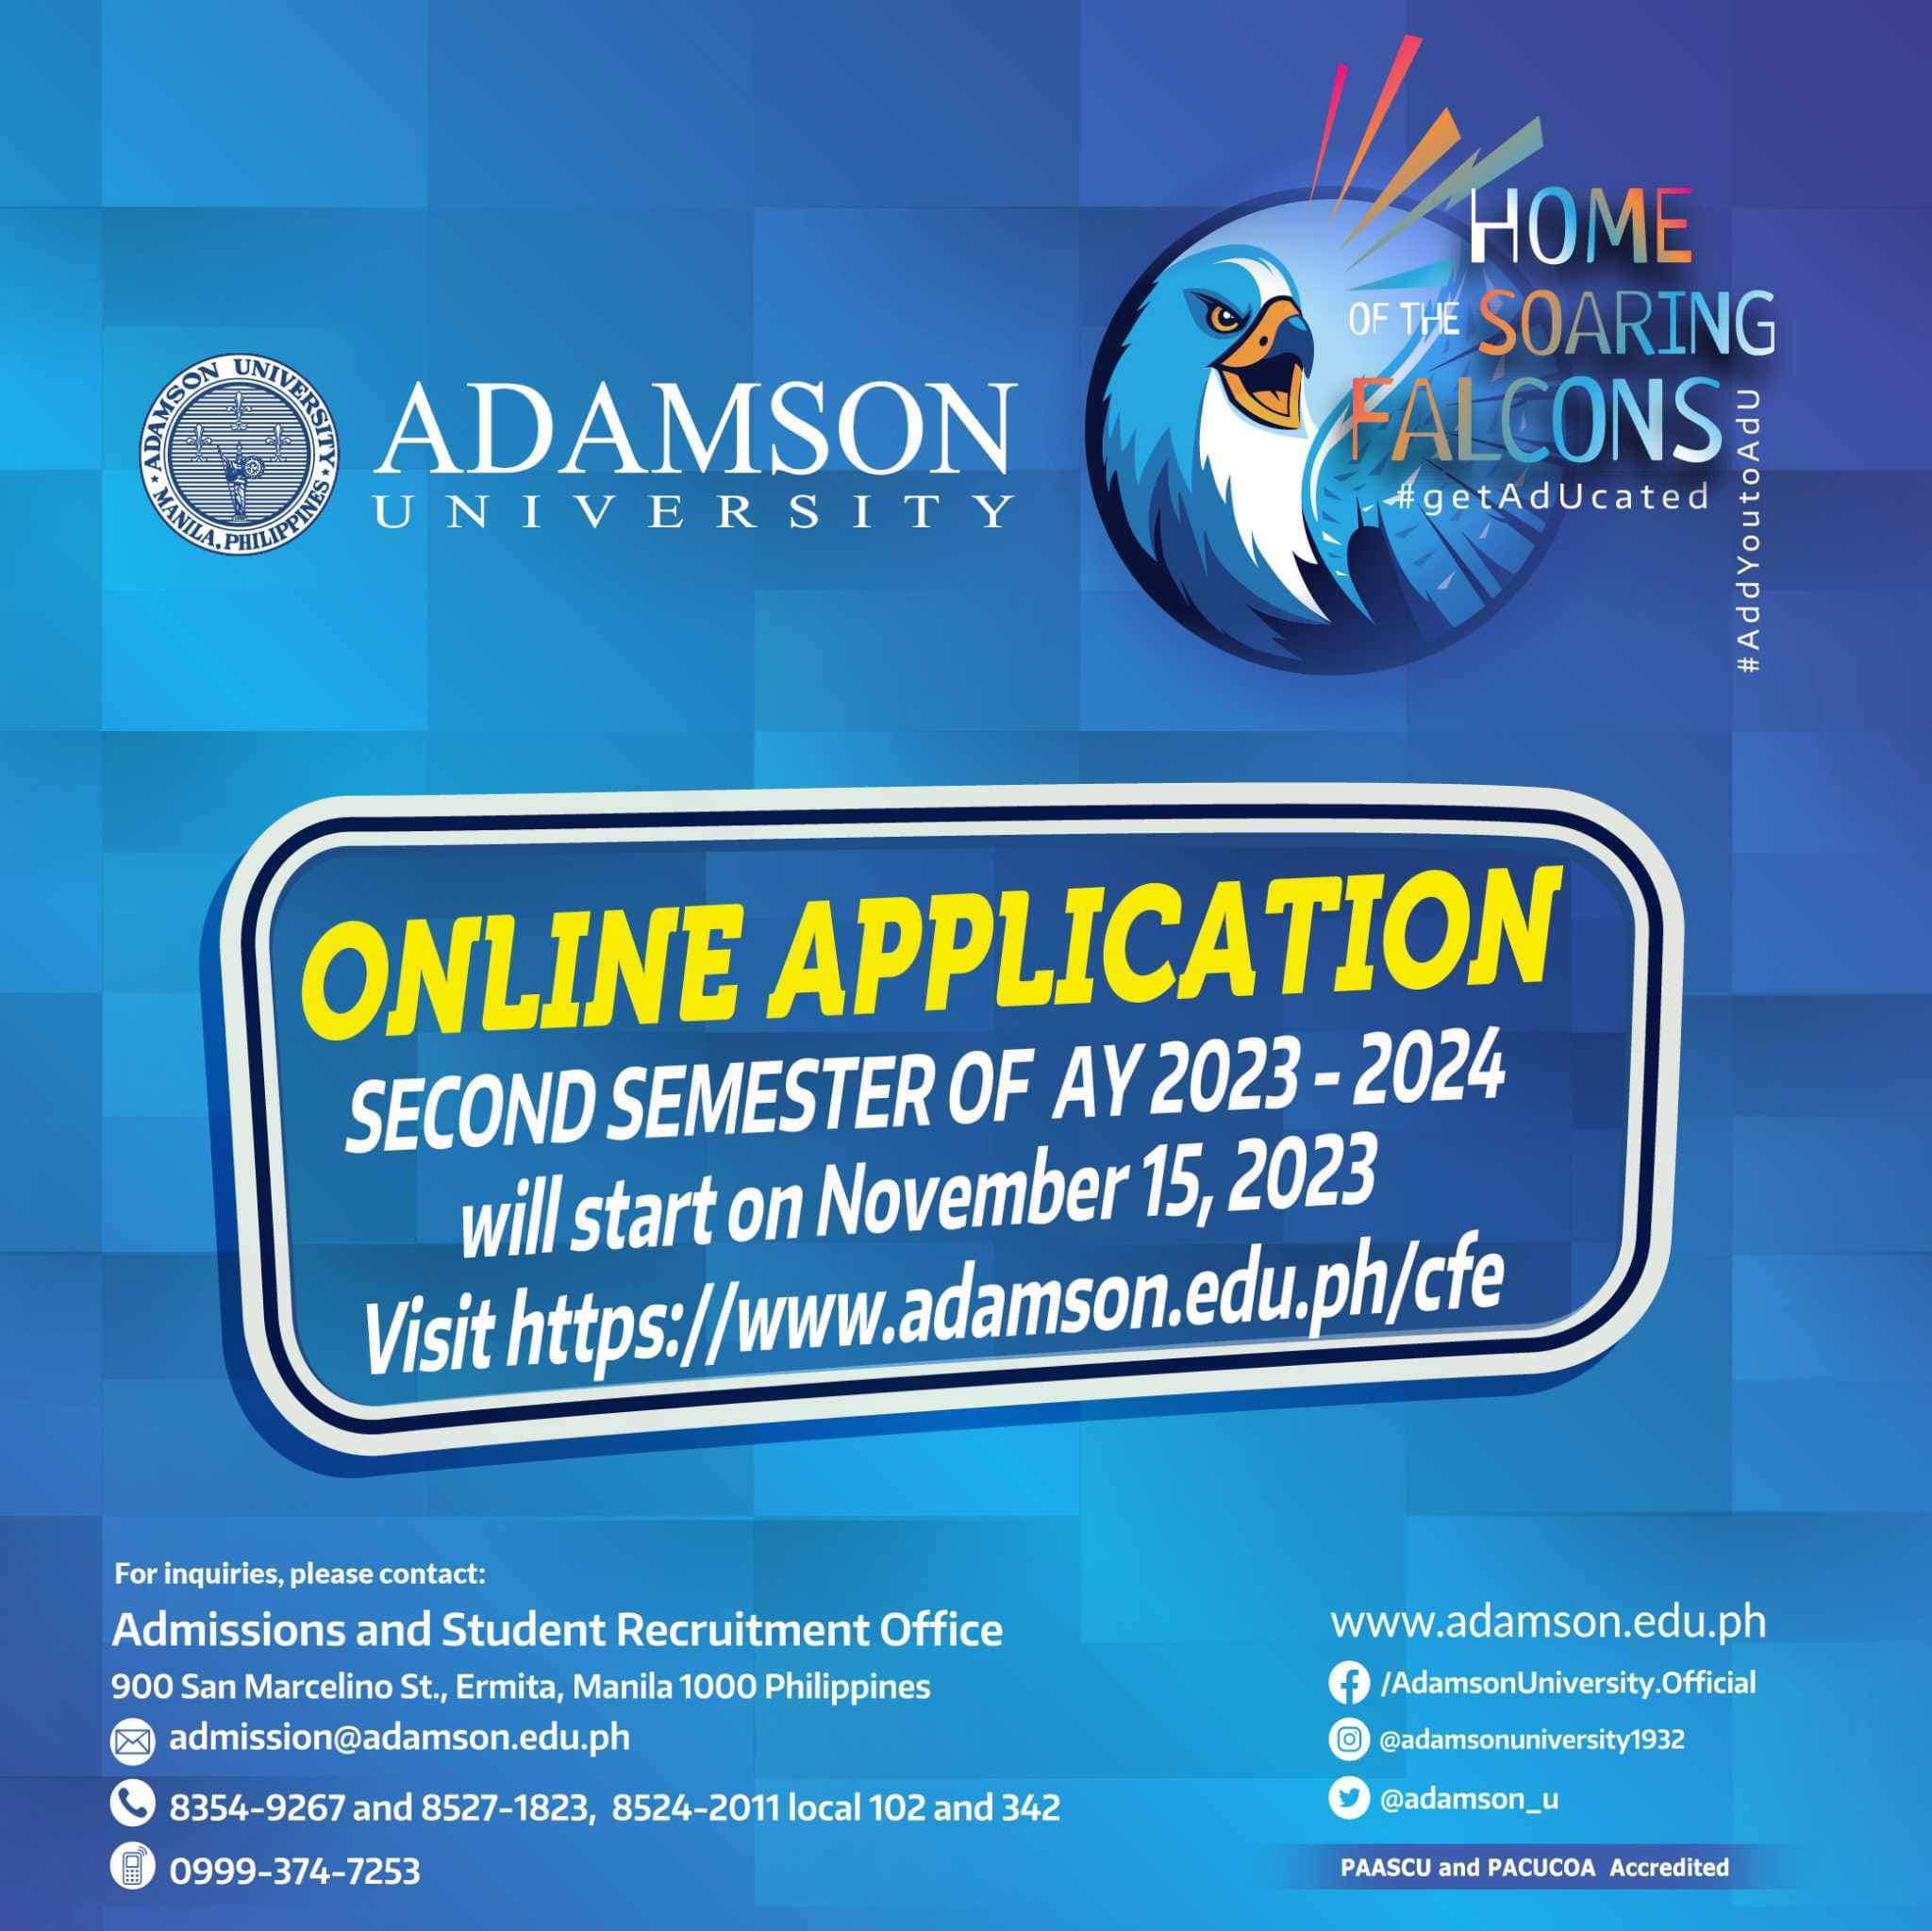 ADAMSON UNIVERSITY
MANILA, PHILIPPINES
ADAMSON
UNIVERSITY
HOME
OF THE SOARING
FALCONS
#getAdUcated
#AddYoutoAdU
ONLINE APPLICATION
SECOND SEMESTER OF AY 2023 - 2024
will start on November 15, 2023
Visit https://www.adamson.edu.ph/cfe
For inquiries, please contact:
Admissions and Student Recruitment Office
900 San Marcelino St., Ermita, Manila 1000 Philippines
admission@adamson.edu.ph
8354-9267 and 8527-1823, 8524-2011 local 102 and 342
0999-374-7253
www.adamson.edu.ph
/AdamsonUniversity.Official
@adamsonuniversity1932
@adamson_u
PAASCU and PACUCOA Accredited